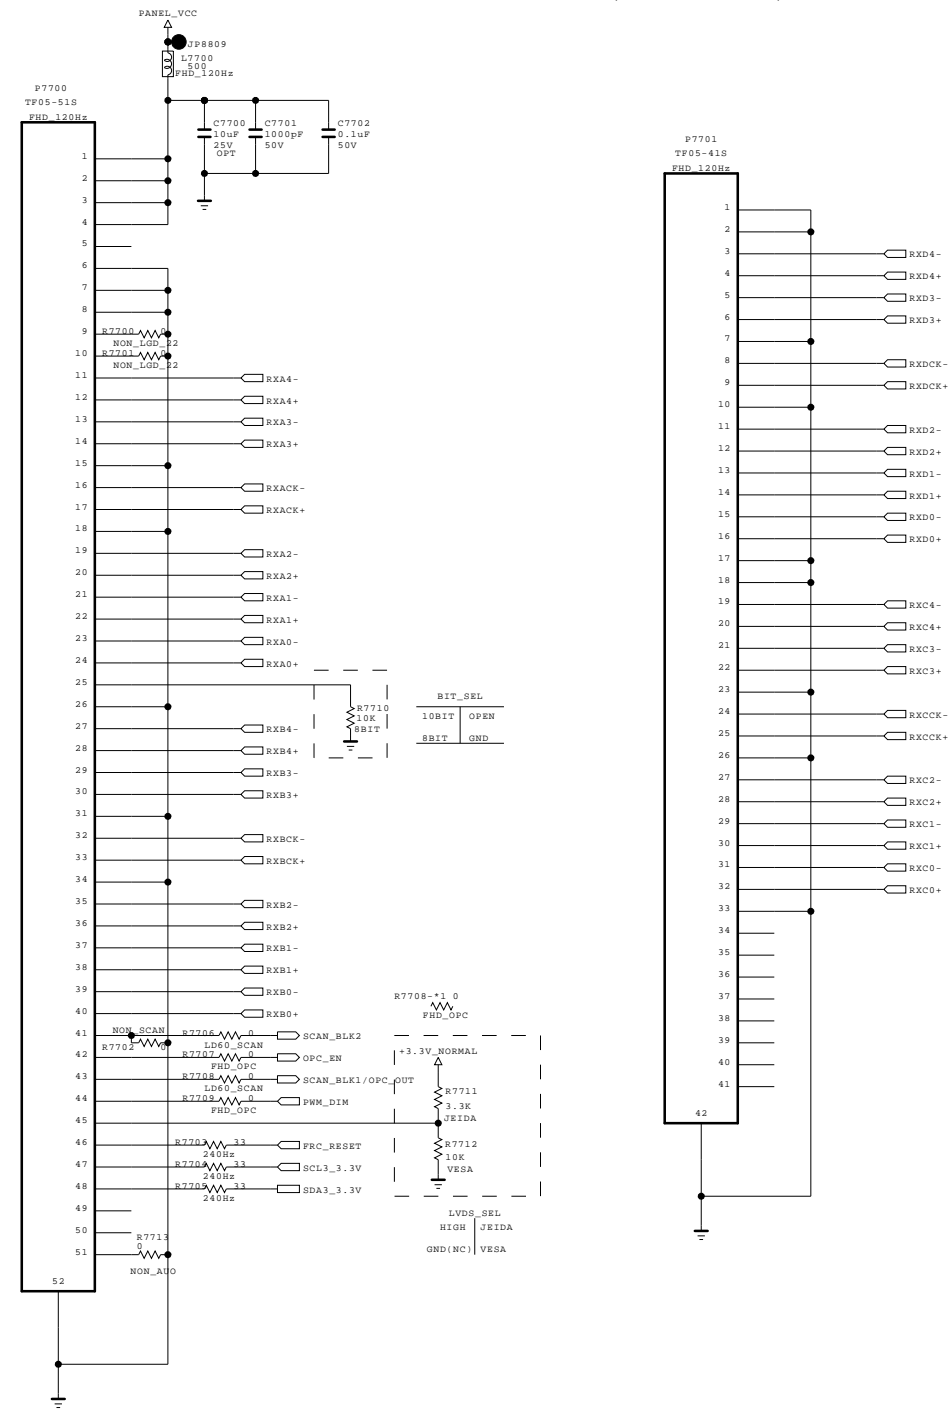 PANEL_VCC
JP8809
L7700
500
FHD_120Hz
P7700
TF05-51S
FHD_120Hz
C7700
10uF
25V
OPT
C7701
1000pF
50V
C7702
0.1uF
50V
1
2
3
4
5
6
7
8
9
R7700
0
NON_LGD_22
10
R7701
0
NON_LGD_22
11
RXA4-
12
RXA4+
13
RXA3-
14
RXA3+
15
16
RXACK-
17
RXACK+
18
19
RXA2-
20
RXA2+
21
RXA1-
22
RXA1+
23
RXA0-
24
RXA0+
25
R7710
10K
8BIT
BIT_SEL
10BIT OPEN
8BIT GND
26
27
RXB4-
28
RXB4+
29
RXB3-
30
RXB3+
31
32
RXBCK-
33
RXBCK+
34
35
RXB2-
36
RXB2+
37
RXB1-
38
RXB1+
39
RXB0-
40
RXB0+
41
NON_SCAN
R7702
0
R7706
0
LD60_SCAN
SCAN_BLK2
42
R7707
0
FHD_OPC
OPC_EN
43
R7708
0
LD60_SCAN
SCAN_BLK1/OPC_OUT
44
R7709
0
FHD_OPC
PWM_DIM
45
46
R7703
33
240Hz
FRC_RESET
47
R7704
33
240Hz
SCL3_3.3V
48
R7705
33
240Hz
SDA3_3.3V
49
50
51
R7713
0
NON_AUO
52
R7708-*1 0
FHD_OPC
+3.3V_NORMAL
R7711
3.3K
JEIDA
R7712
10K
VESA
LVDS_SEL
HIGH JEIDA
GND(NC) VESA
P7701
TF05-41S
FHD_120Hz
1
2
3
RXD4-
4
RXD4+
5
RXD3-
6
RXD3+
7
8
RXDCK-
9
RXDCK+
10
11
RXD2-
12
RXD2+
13
RXD1-
14
RXD1+
15
RXD0-
16
RXD0+
17
18
19
RXC4-
20
RXC4+
21
RXC3-
22
RXC3+
23
24
RXCCK-
25
RXCCK+
26
27
RXC2-
28
RXC2+
29
RXC1-
30
RXC1+
31
RXC0-
32
RXC0+
33
34
35
36
37
38
39
40
41
42